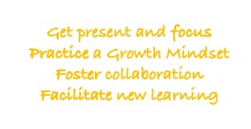 Get present and focus
Practice a Growth Mindset
Foster collaboration
Facilitate new learning